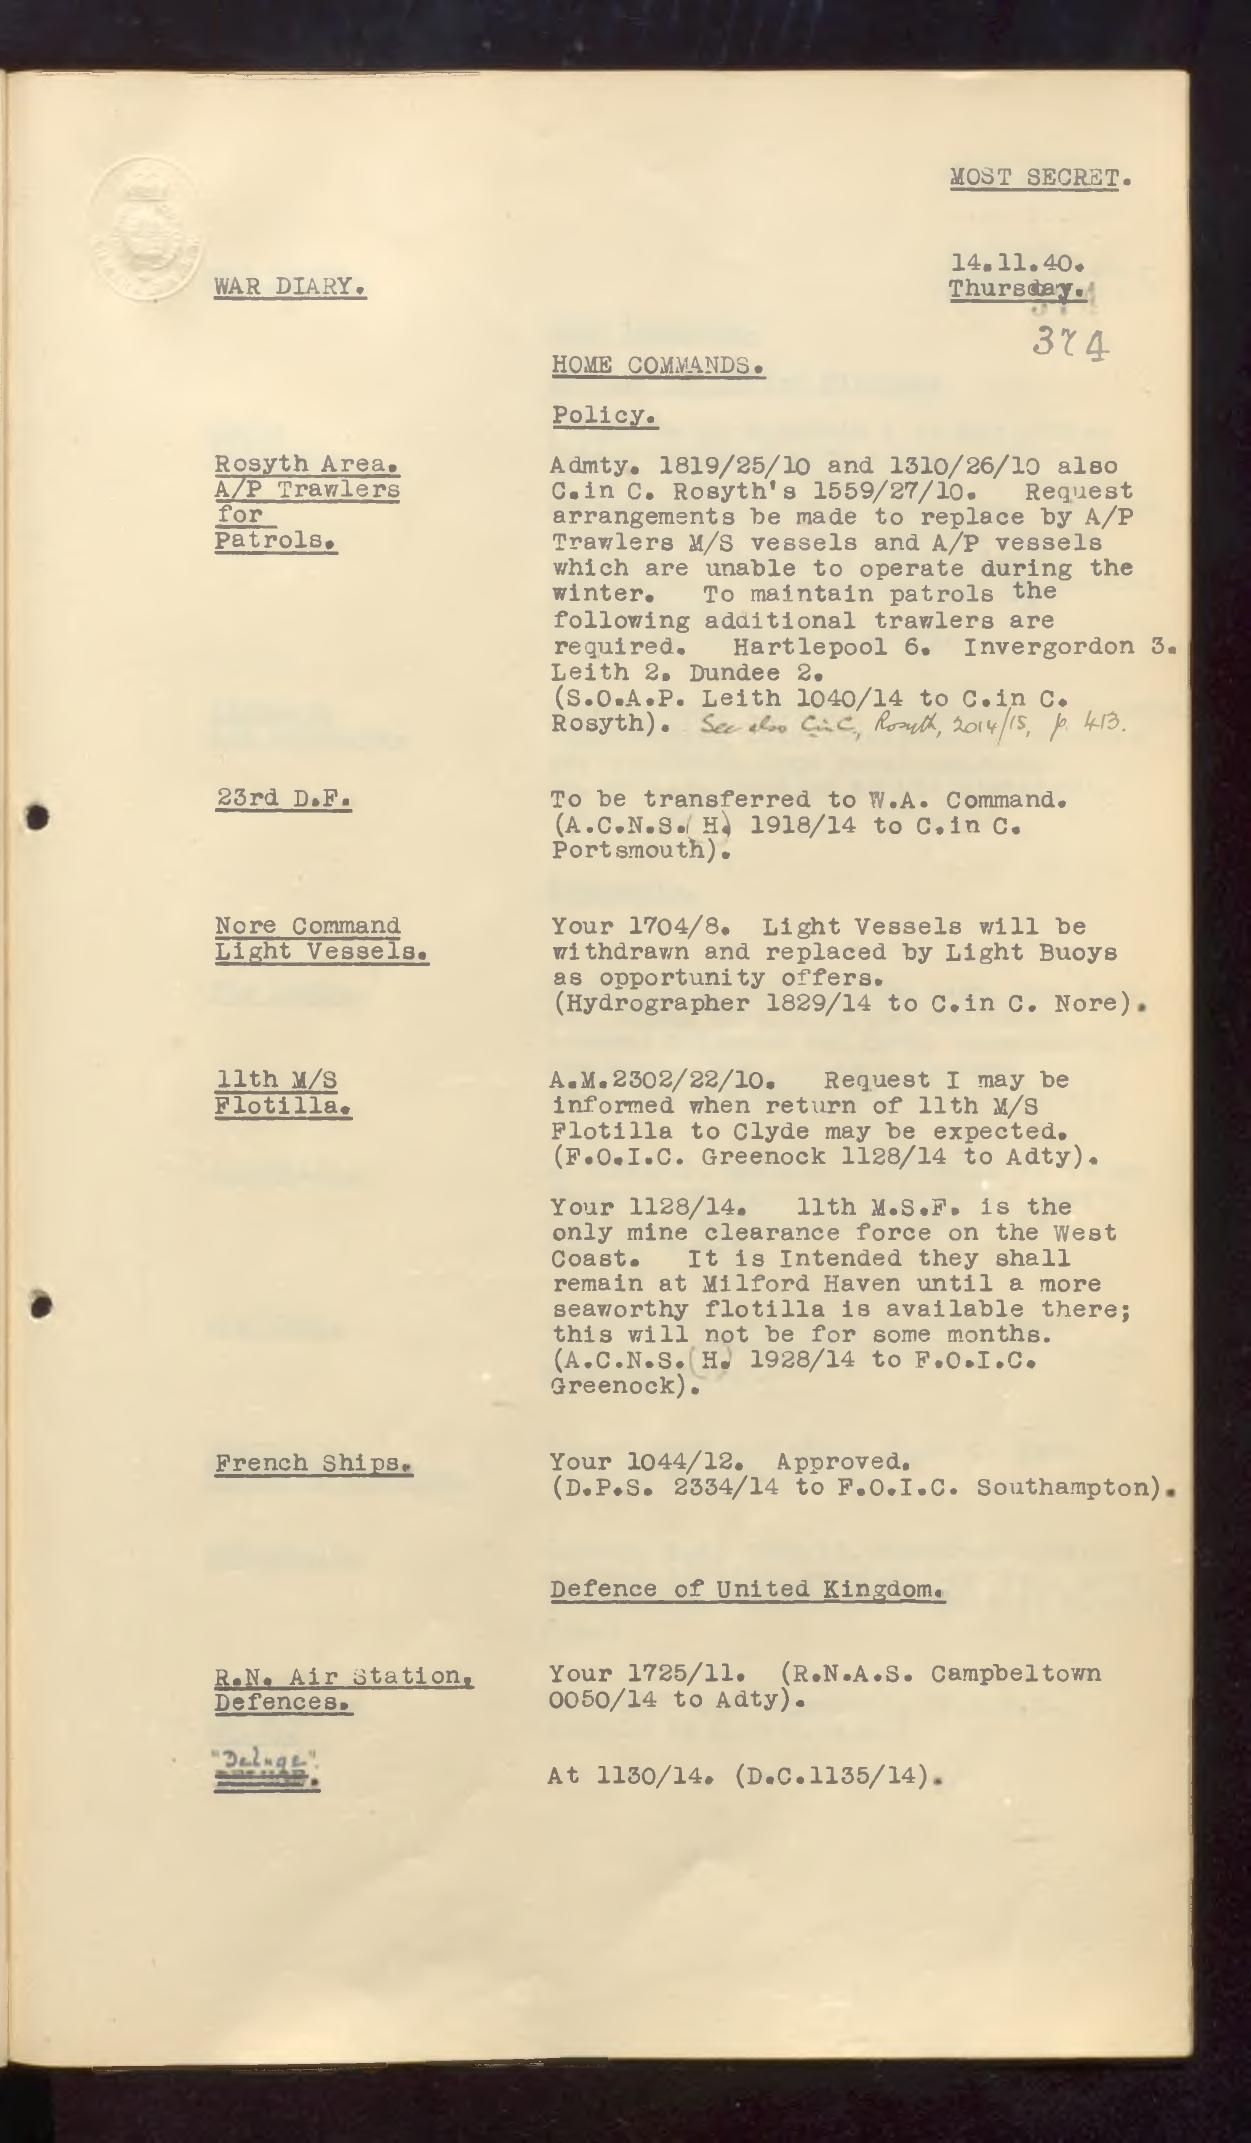 MOST SECRET.
WAR DIARY.
14.11.40.
Thursday.
374
HOME COMMANDS.
Policy.
Rosyth Area.
A/P Trawlers
for
Patrols.
Admty. 1819/25/10 and 1310/26/10 also
C.in C. Rosyth's 1559/27/10. Request
arrangements be made to replace by A/P
Trawlers M/S vessels and A/P vessels
which are unable to operate during the
winter. To maintain patrols the
following additional trawlers are
required. Hartlepool 6. Invergordon 3.
Leith 2. Dundee 2.
(S.O.A.P. Leith 1040/14 to C.in C.
Rosyth). See also C in C, Rosyth, 2014/15, p. 413.
23rd D.F.
To be transferred to W.A. Command.
(A.C.N.S.(H) 1918/14 to C.in C.
Portsmouth).
Nore Command
Light Vessels.
Your 1704/8. Light Vessels will be
withdrawn and replaced by Light Buoys
as opportunity offers.
(Hydrographer 1829/14 to C.in C. Nore).
11th M/S
Flotilla.
A.M.2302/22/10. Request I may be
informed when return of 11th M/S
Flotilla to Clyde may be expected.
(F.O.I.C. Greenock 1128/14 to Adty).
Your 1128/14. 11th M.S.F. is the
only mine clearance force on the West
Coast. It is Intended they shall
remain at Milford Haven until a more
seaworthy flotilla is available there;
this will not be for some months.
(A.C.N.S.(H) 1928/14 to F.O.I.C.
Greenock).
French Ships.
Your 1044/12. Approved.
(D.P.S. 2334/14 to F.O.I.C. Southampton).
Defence of United Kingdom.
R.N. Air Station,
Defences.
Your 1725/11. (R.N.A.S. Campbeltown
0050/14 to Adty).
"Deluge".
At 1130/14. (D.C.1135/14).